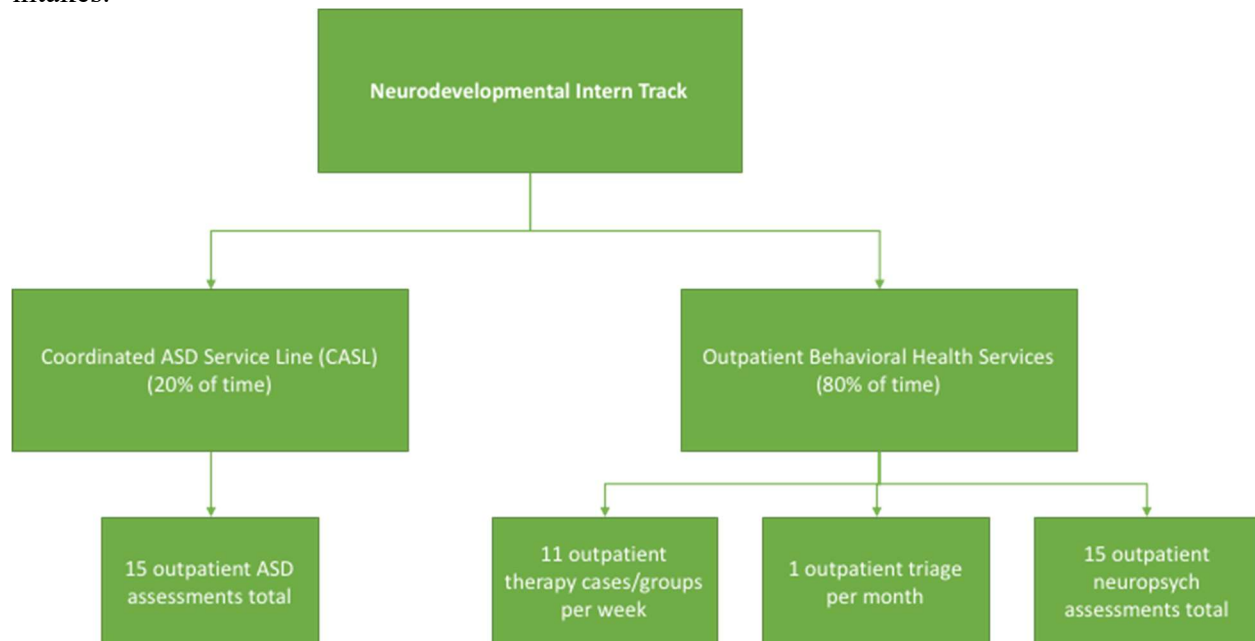 intakes.
Neurodevelopmental Intern Track
Coordinated ASD Service Line (CASL)
(20% of time)
Outpatient Behavioral Health Services
(80% of time)
15 outpatient ASD
assessments total
11 outpatient
therapy cases/groups
per week
1 outpatient triage
per month
15 outpatient
neuropsych
assessments total